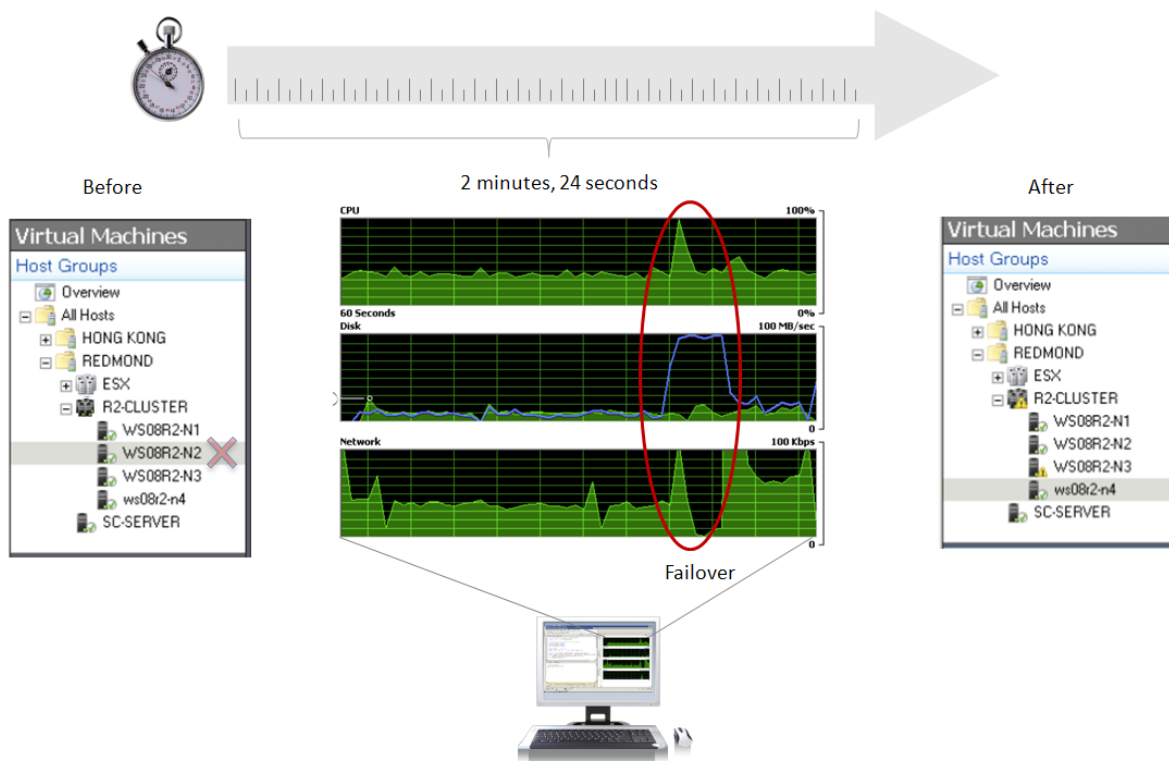 2 minutes, 24 seconds
Before
Virtual Machines
Host Groups
Overview
All Hosts
HONG KONG
REDMOND
ESX
R2-CLUSTER
WS08R2-N1
WS08R2-N2
WS08R2-N3
ws08r2-n4
SC-SERVER
CPU 100%
60 Seconds 0%
Disk 100 MB/sec
0
Network 100 Kbps
0
Failover
After
Virtual Machines
Host Groups
Overview
All Hosts
HONG KONG
REDMOND
ESX
R2-CLUSTER
WS08R2-N1
WS08R2-N2
WS08R2-N3
ws08r2-n4
SC-SERVER